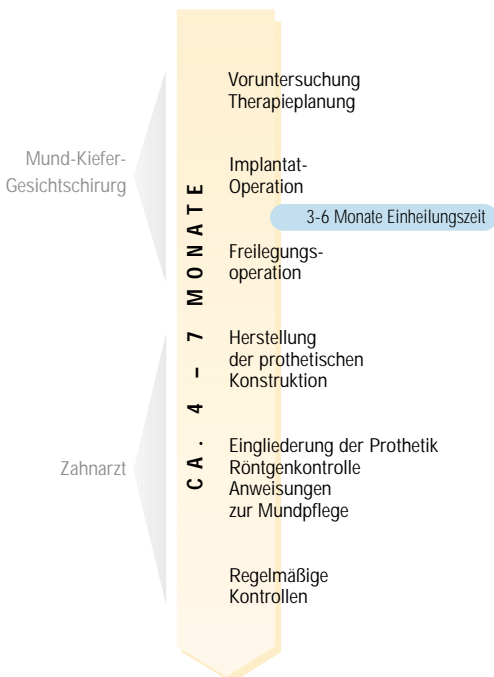 Voruntersuchung
Therapieplanung
Mund-Kiefer-
Gesichtschirurg
Implantat-
Operation
3-6 Monate Einheilungszeit
Freilegungs-
operation
CA. 4 – 7 MONATE
Herstellung
der prothetischen
Konstruktion
Zahnarzt
Eingliederung der Prothetik
Röntgenkontrolle
Anweisungen
zur Mundpflege
Regelmäßige
Kontrollen